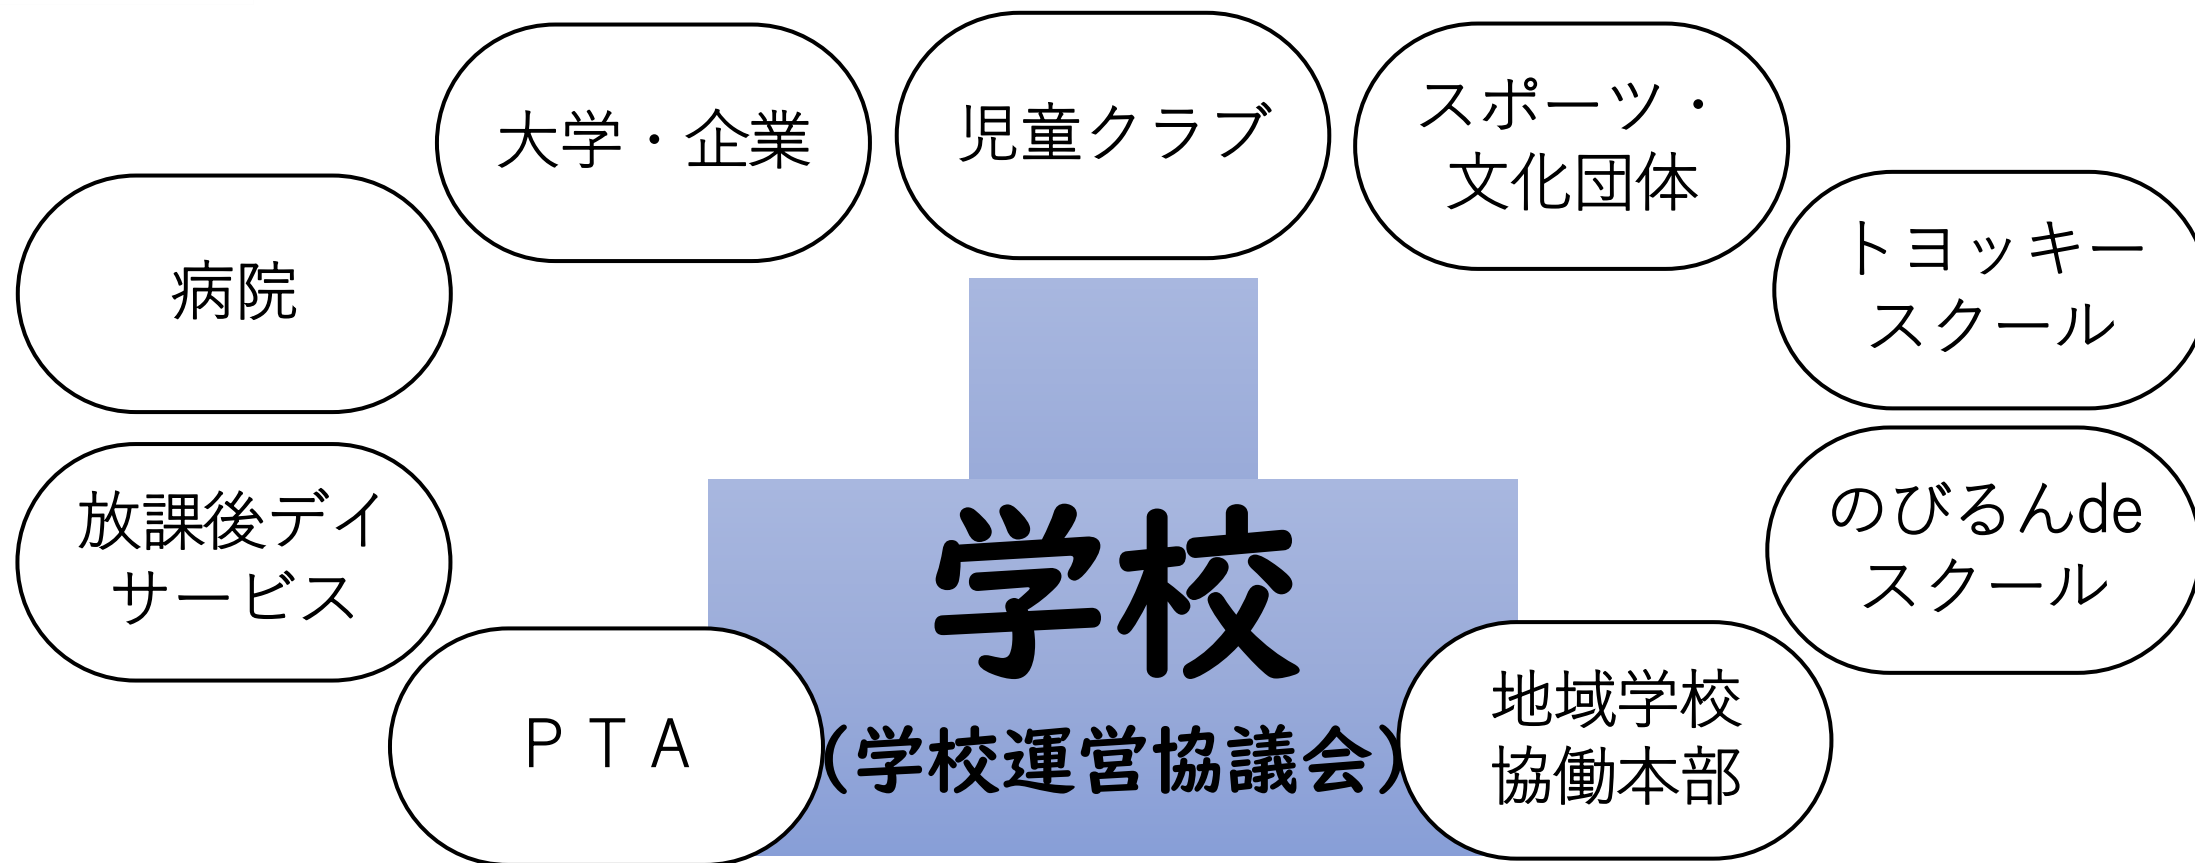 大学・企業
児童クラブ
スポーツ・
文化団体
病院
トヨッキー
スクール
放課後デイ
サービス
のびるんde
スクール
学校
(学校運営協議会)
ＰＴＡ
地域学校
協働本部